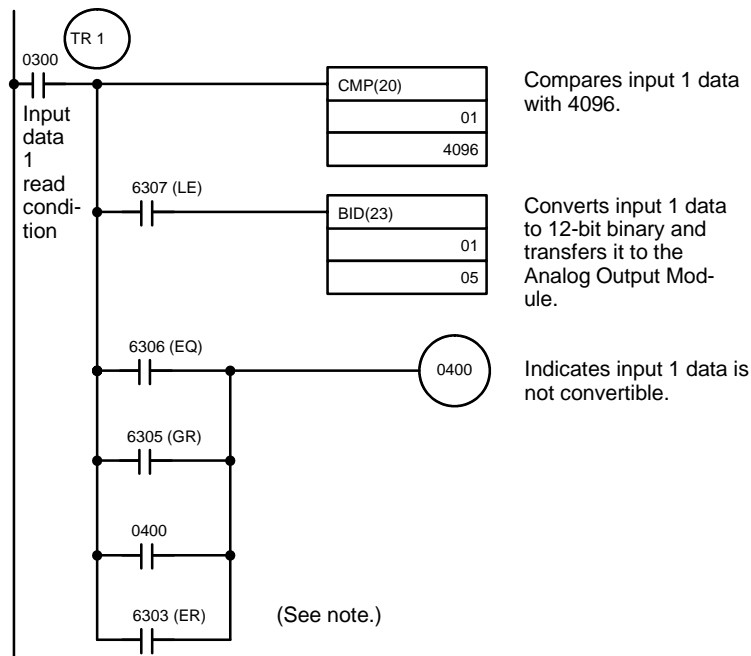 TR 1
0300
Input
data
1
read
condi-
tion
CMP(20)
01
4096
Compares input 1 data
with 4096.
6307 (LE)
BID(23)
01
05
Converts input 1 data
to 12-bit binary and
transfers it to the
Analog Output Mod-
ule.
6306 (EQ)
0400
Indicates input 1 data is
not convertible.
6305 (GR)
0400
6303 (ER)
(See note.)